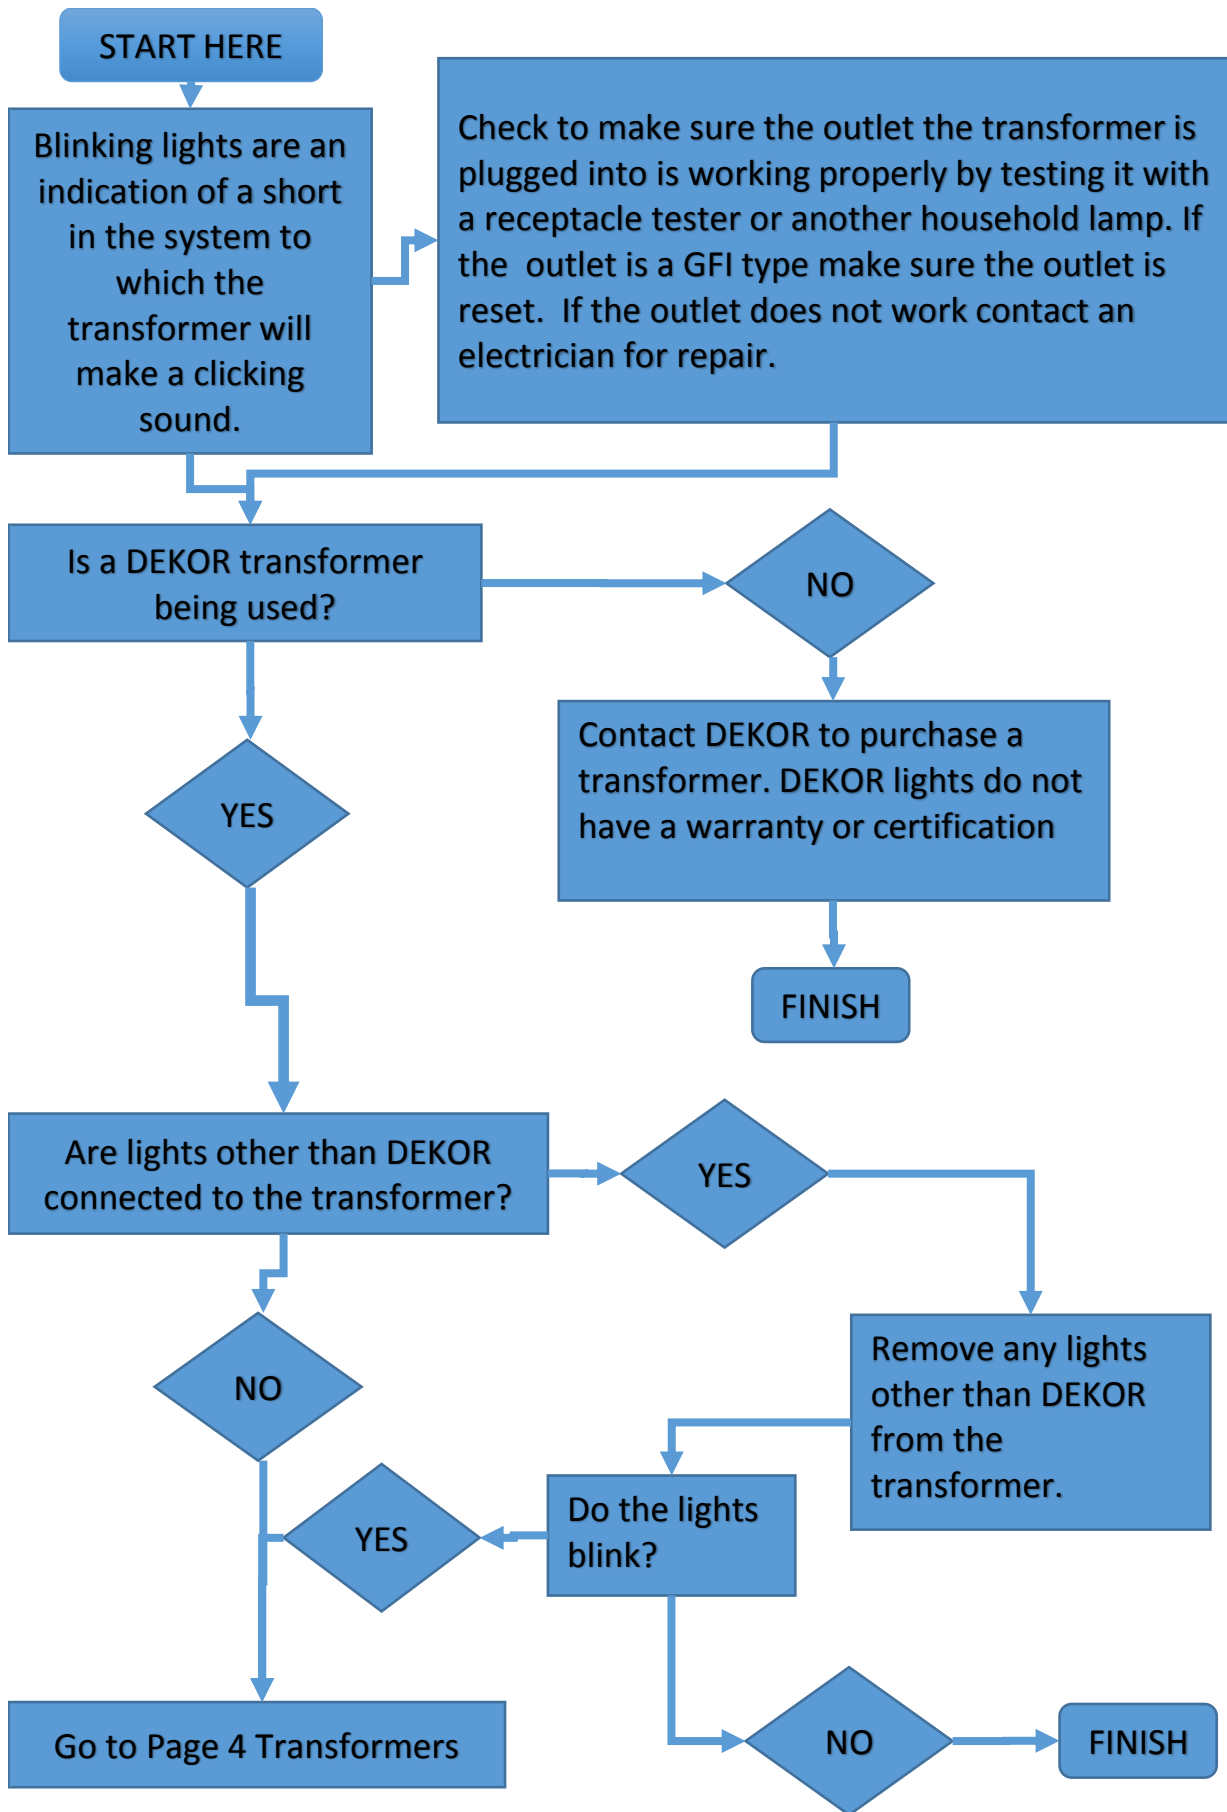 START HERE
Blinking lights are an
indication of a short
in the system to
which the
transformer will
make a clicking
sound.
Check to make sure the outlet the transformer is
plugged into is working properly by testing it with
a receptacle tester or another household lamp. If
the  outlet is a GFI type make sure the outlet is
reset.  If the outlet does not work contact an
electrician for repair.
Is a DEKOR transformer
being used?
NO
Contact DEKOR to purchase a
transformer. DEKOR lights do not
have a warranty or certification
FINISH
YES
Are lights other than DEKOR
connected to the transformer?
YES
Remove any lights
other than DEKOR
from the
transformer.
NO
Do the lights
blink?
YES
Go to Page 4 Transformers
NO
FINISH